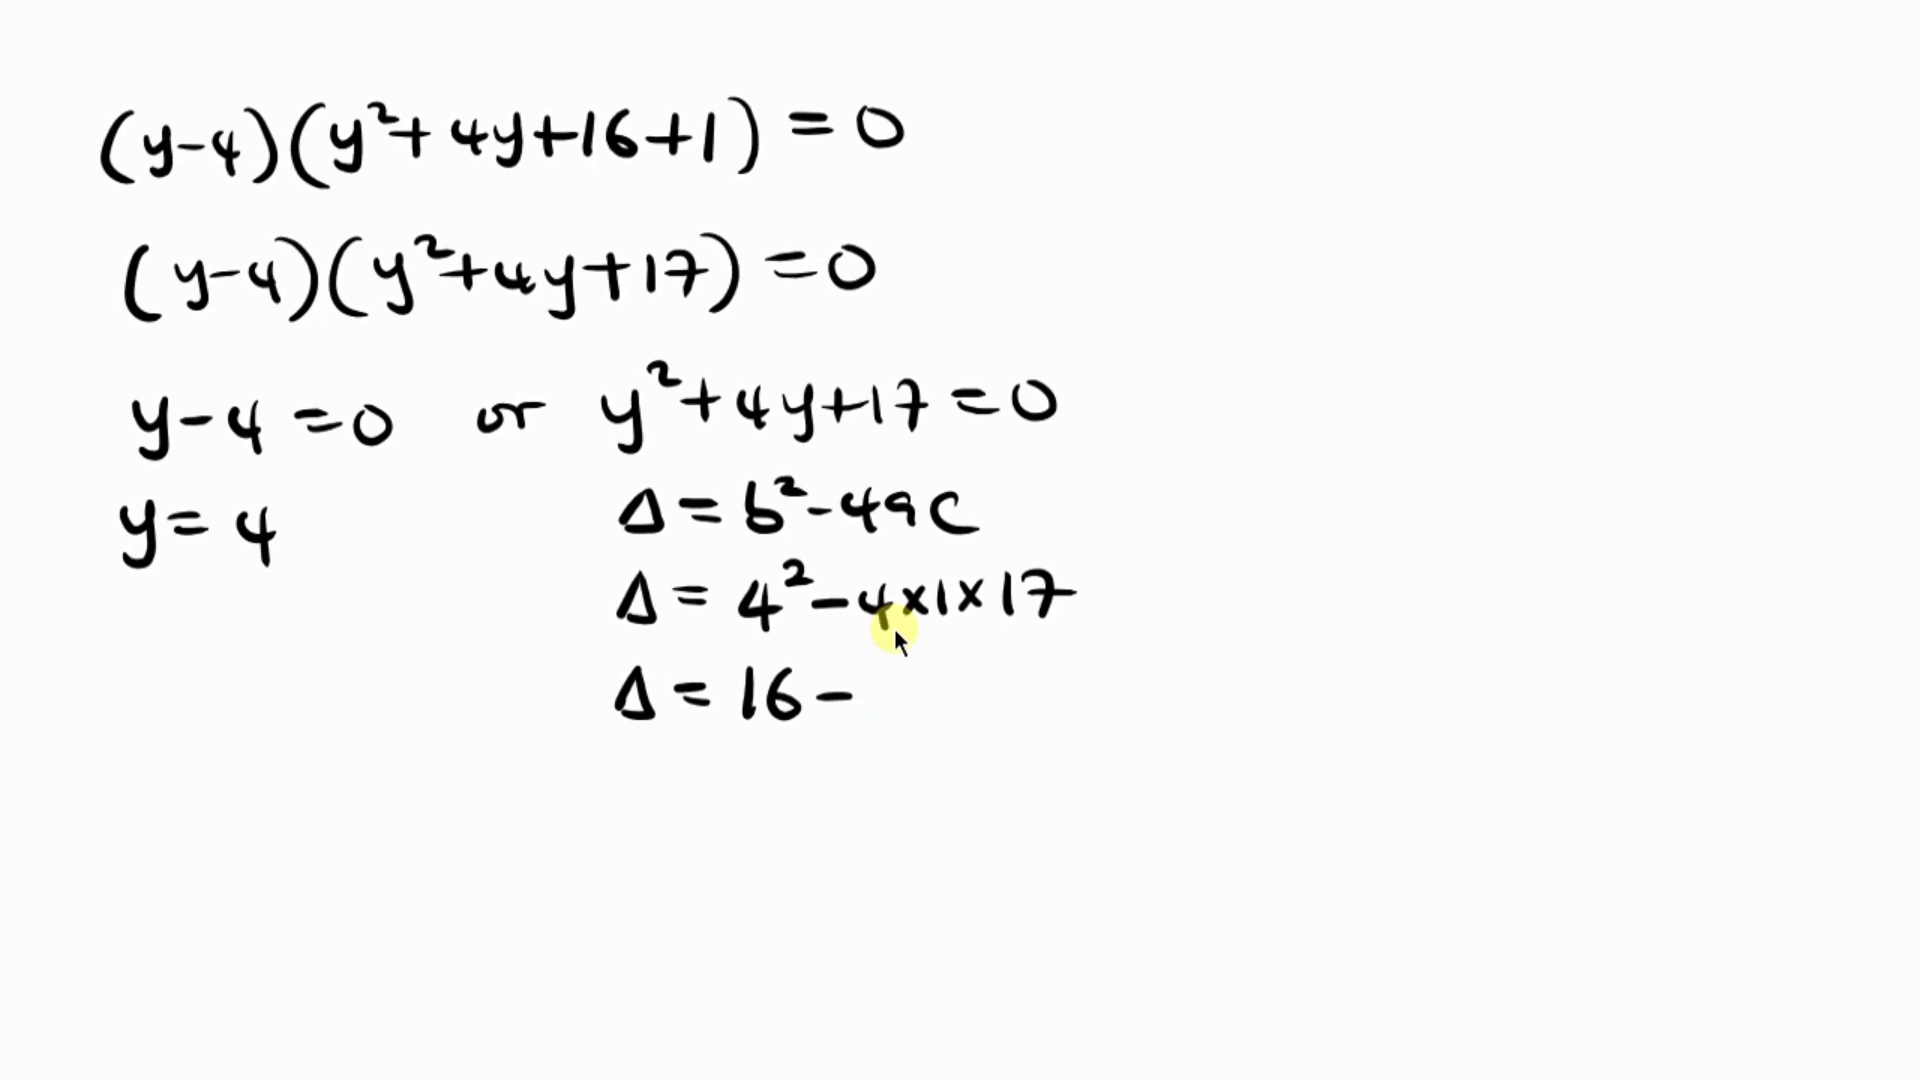 (y-4)(y²+4y+16+1)=0
(y-4)(y²+4y+17)=0
y-4=0 or y²+4y+17=0
y=4 Δ=b²-4ac
Δ=4²-4×1×17
Δ=16-